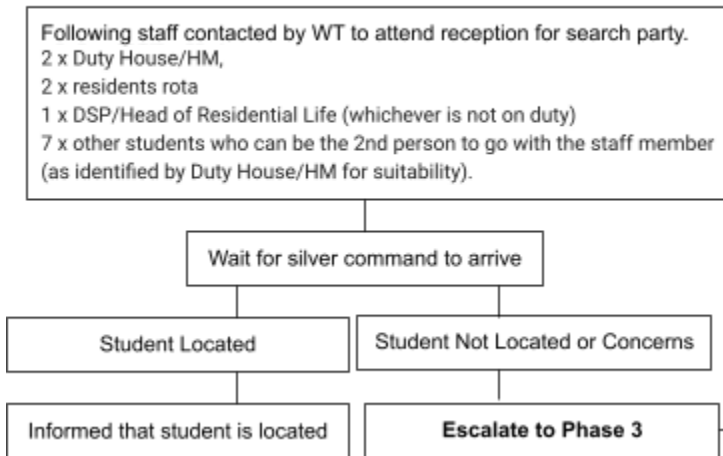 Following staff contacted by WT to attend reception for search party.
2 x Duty House/HM,
2 x residents rota
1 x DSP/Head of Residential Life (whichever is not on duty)
7 x other students who can be the 2nd person to go with the staff member
(as identified by Duty House/HM for suitability).
Wait for silver command to arrive
Student Located
Student Not Located or Concerns
Informed that student is located
Escalate to Phase 3